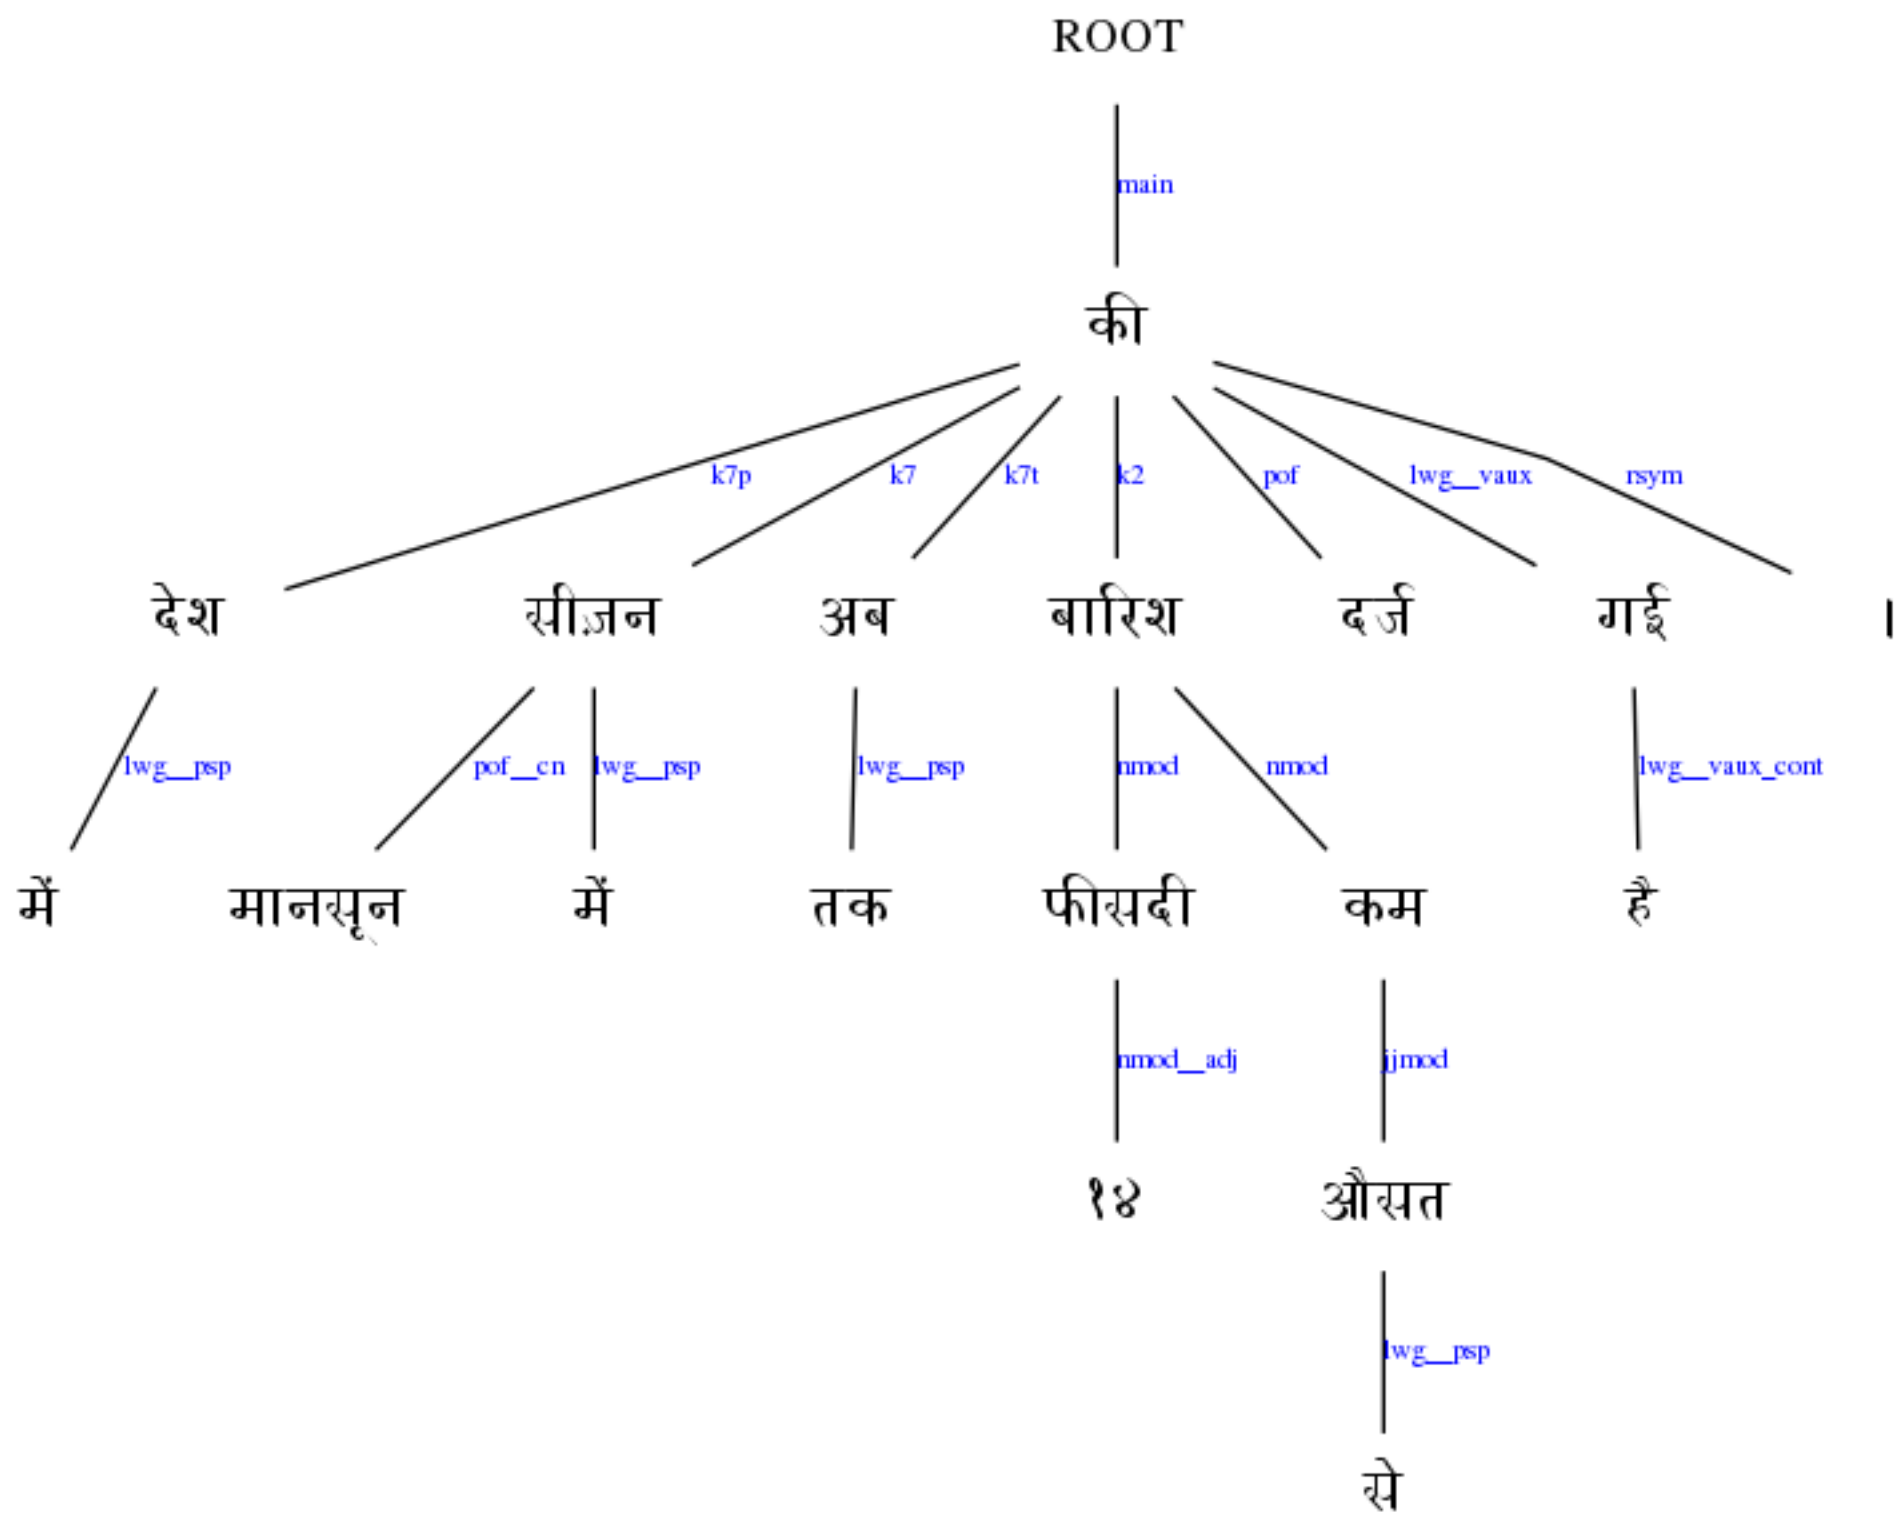 ROOT
main
की
k7p k7 k7t k2 pof lwg__vaux rsym
देश सीज़न अब बारिश दर्ज गई ।
lwg__psp pof__cn lwg__psp lwg__psp nmod nmod lwg__vaux_cont
में मानसून में तक फीसदी कम है
nmod__adj jjmod
१४ औसत
lwg__psp
से